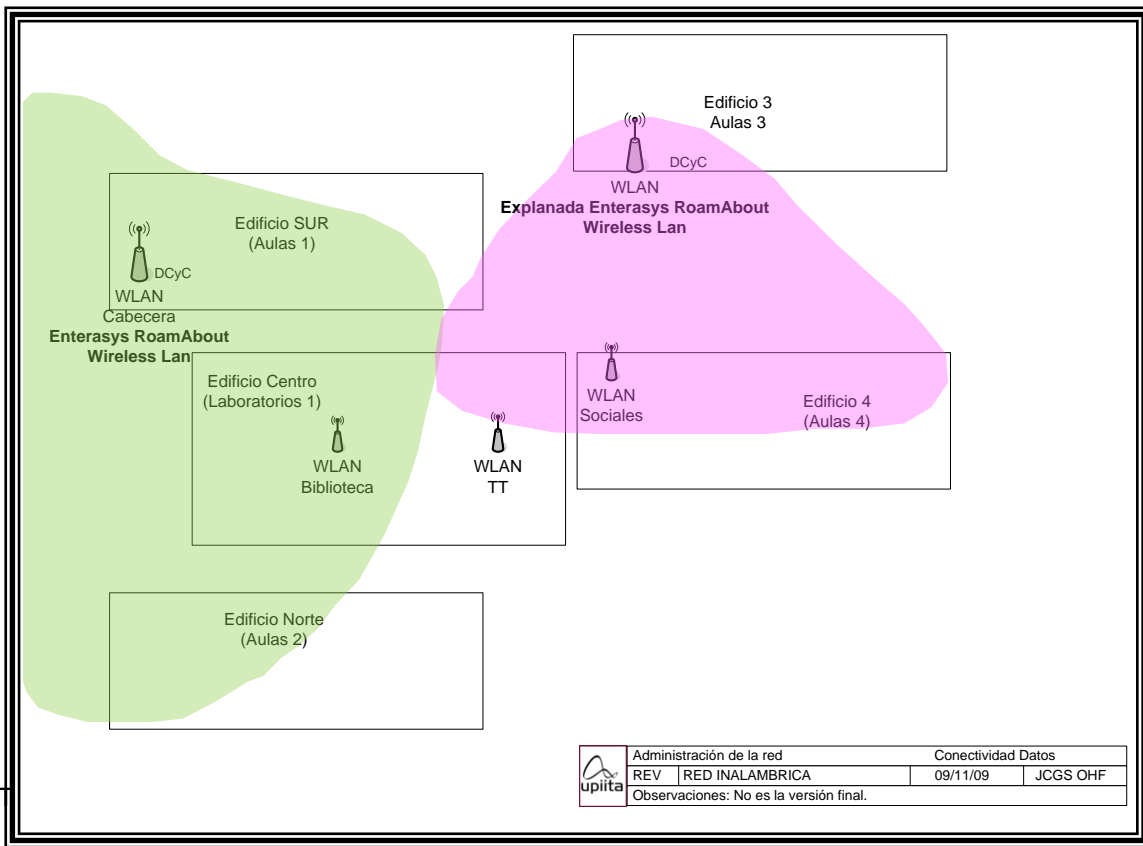 Edificio 3
Aulas 3
DCyC
WLAN
Explanada Enterasys RoamAbout
Wireless Lan
Edificio SUR
(Aulas 1)
DCyC
WLAN
Cabecera
Enterasys RoamAbout
Wireless Lan
Edificio Centro
(Laboratorios 1)
WLAN
Biblioteca
WLAN
TT
WLAN
Sociales
Edificio 4
(Aulas 4)
Edificio Norte
(Aulas 2)
upiita
Administración de la red Conectividad Datos
REV RED INALAMBRICA 09/11/09 JCGS OHF
Observaciones: No es la versión final.